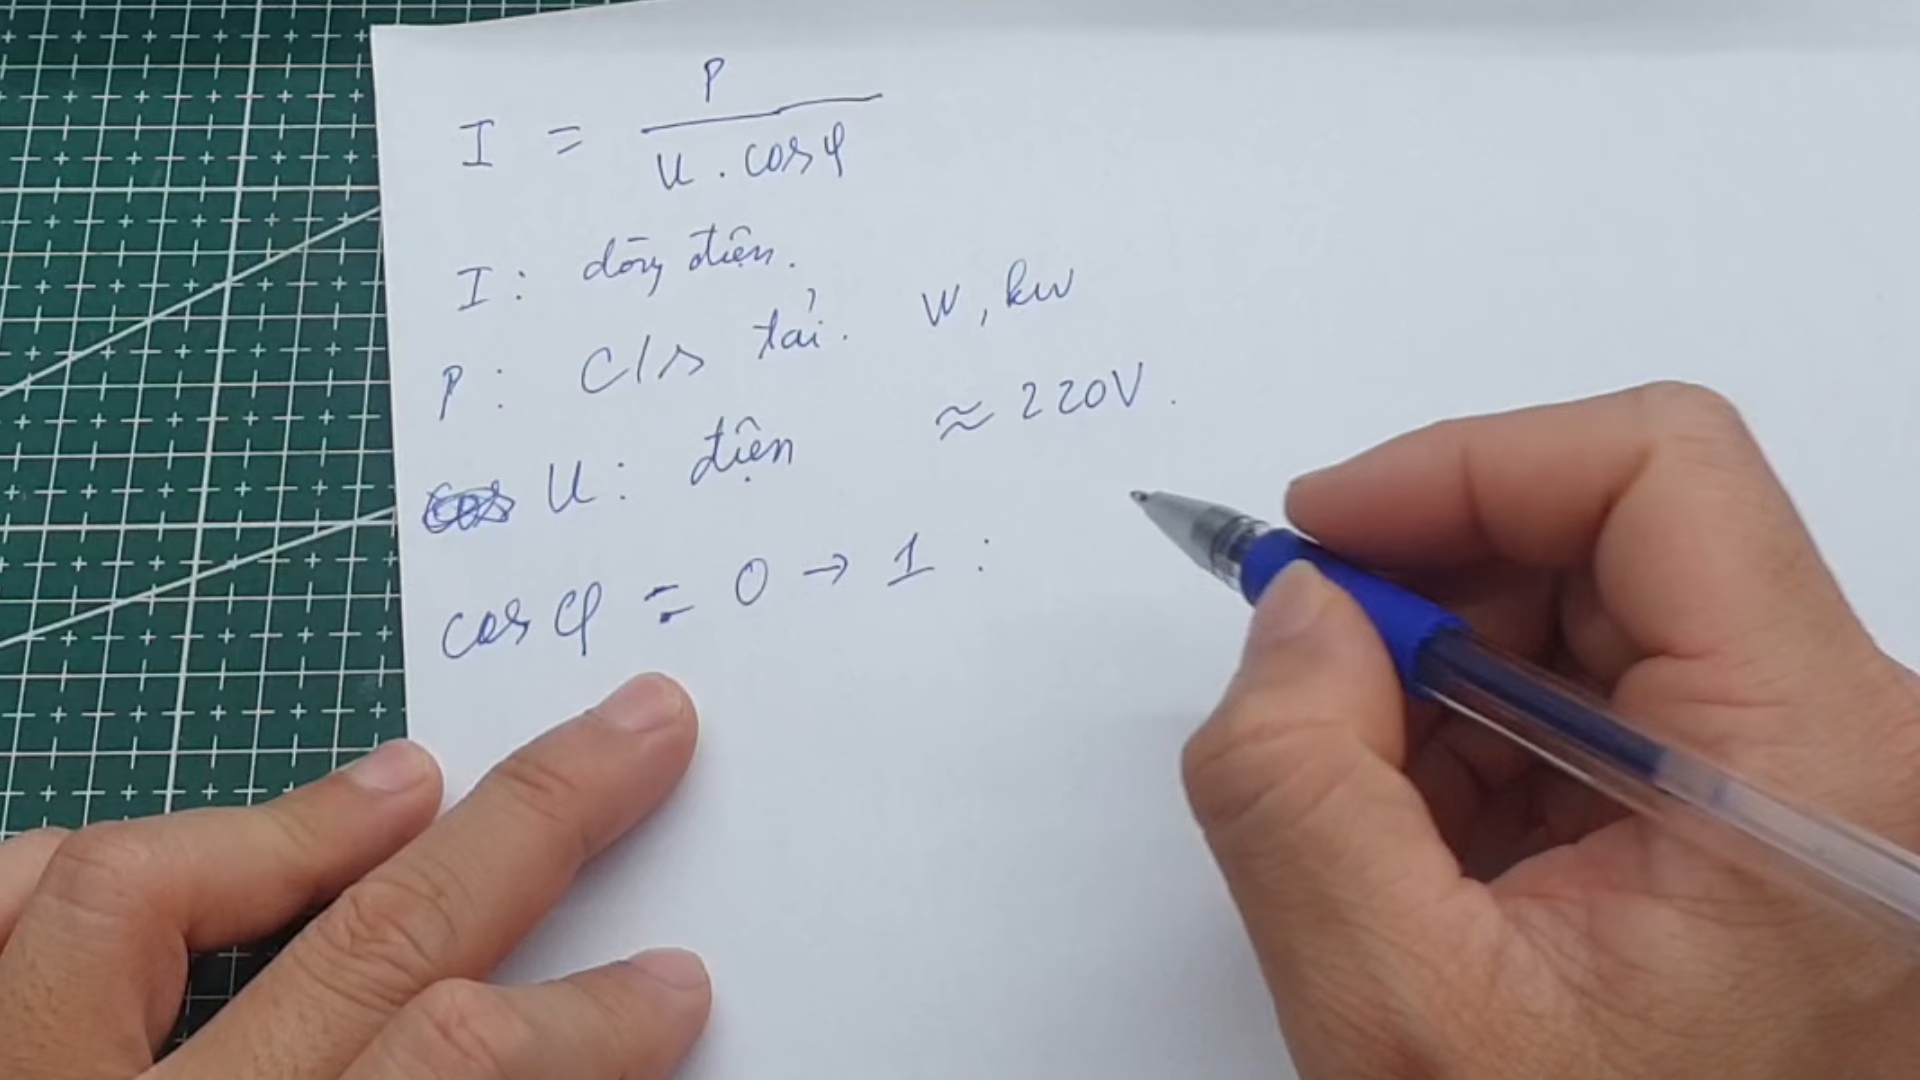 I = P / U . cosφ
I : dòng điện.
P : C/s tải. W, kw
U : điện ≈ 220V.
cosφ = 0 → 1 :